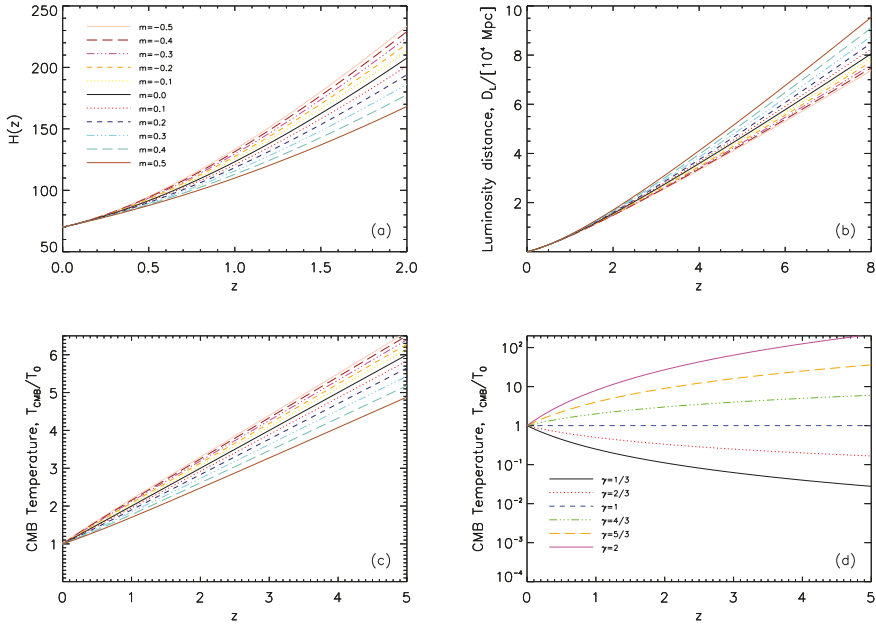 250
200
150
100
50
H(z)
m=−0.5
m=−0.4
m=−0.3
m=−0.2
m=−0.1
m=0.0
m=0.1
m=0.2
m=0.3
m=0.4
m=0.5
(a)
0.0 0.5 1.0 1.5 2.0
z
10
8
6
4
2
Luminosity distance, D_L/[10⁴ Mpc]
(b)
0 2 4 6 8
z
6
5
4
3
2
1
CMB Temperature, T_CMB/T_0
(c)
0 1 2 3 4 5
z
10²
10
1
10⁻¹
10⁻²
10⁻³
10⁻⁴
CMB Temperature, T_CMB/T_0
γ=1/3
γ=2/3
γ=1
γ=4/3
γ=5/3
γ=2
(d)
0 1 2 3 4 5
z